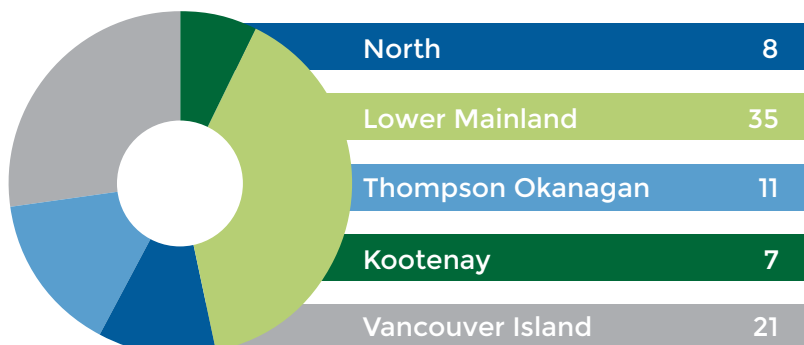 North 8
Lower Mainland 35
Thompson Okanagan 11
Kootenay 7
Vancouver Island 21